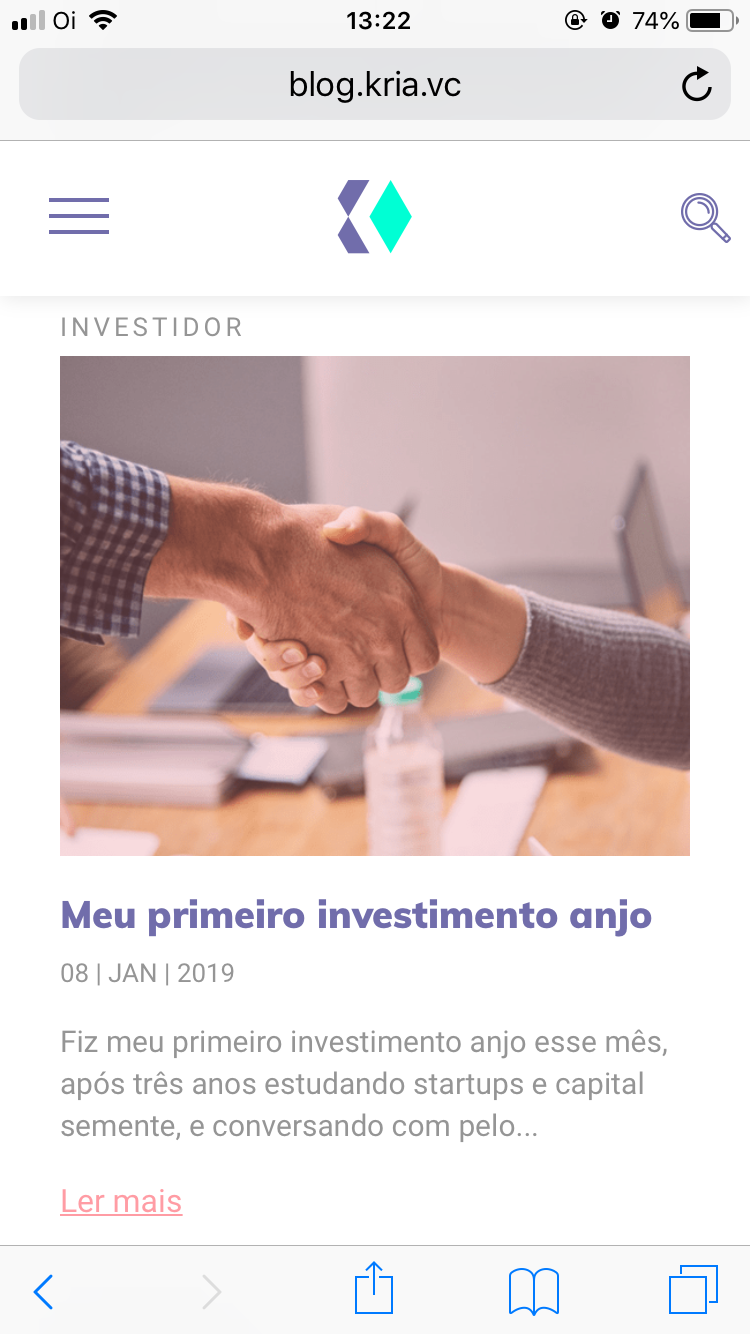 Oi 13:22 74%
blog.kria.vc
INVESTIDOR
Meu primeiro investimento anjo
08 | JAN | 2019
Fiz meu primeiro investimento anjo esse mês,
após três anos estudando startups e capital
semente, e conversando com pelo...
Ler mais